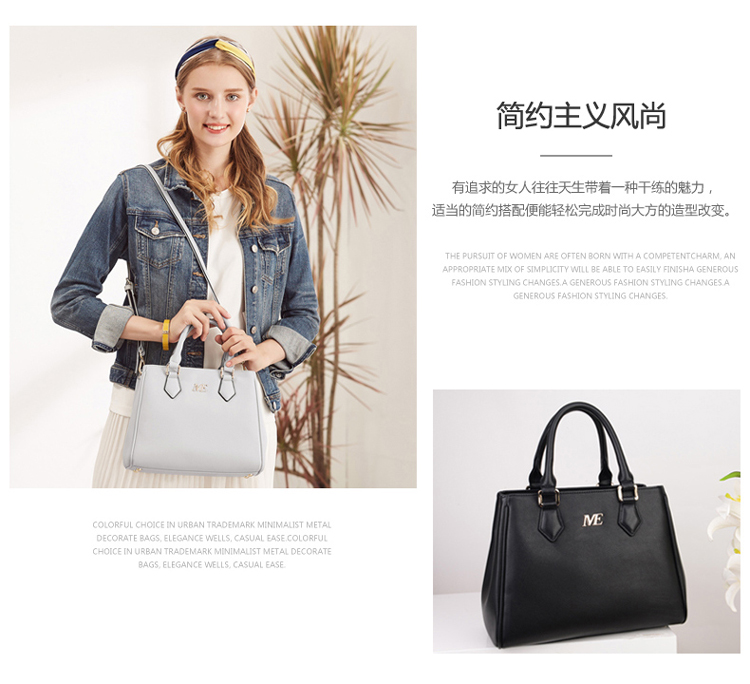 简约主义风尚
有追求的女人往往天生带着一种干练的魅力，
适当的简约搭配便能轻松完成时尚大方的造型改变。
THE PURSUIT OF WOMEN ARE OFTEN BORN WITH A COMPETENTCHARM, AN
APPROPRIATE MIX OF SIMPLICITY WILL BE ABLE TO EASILY FINISHA GENEROUS
FASHION STYLING CHANGES.A GENEROUS FASHION STYLING CHANGES.A
GENEROUS FASHION STYLING CHANGES.
ME
COLORFUL CHOICE IN URBAN TRADEMARK MINIMALIST METAL
DECORATE BAGS, ELEGANCE WELLS, CASUAL EASE.COLORFUL
CHOICE IN URBAN TRADEMARK MINIMALIST METAL DECORATE
BAGS, ELEGANCE WELLS, CASUAL EASE.
ME